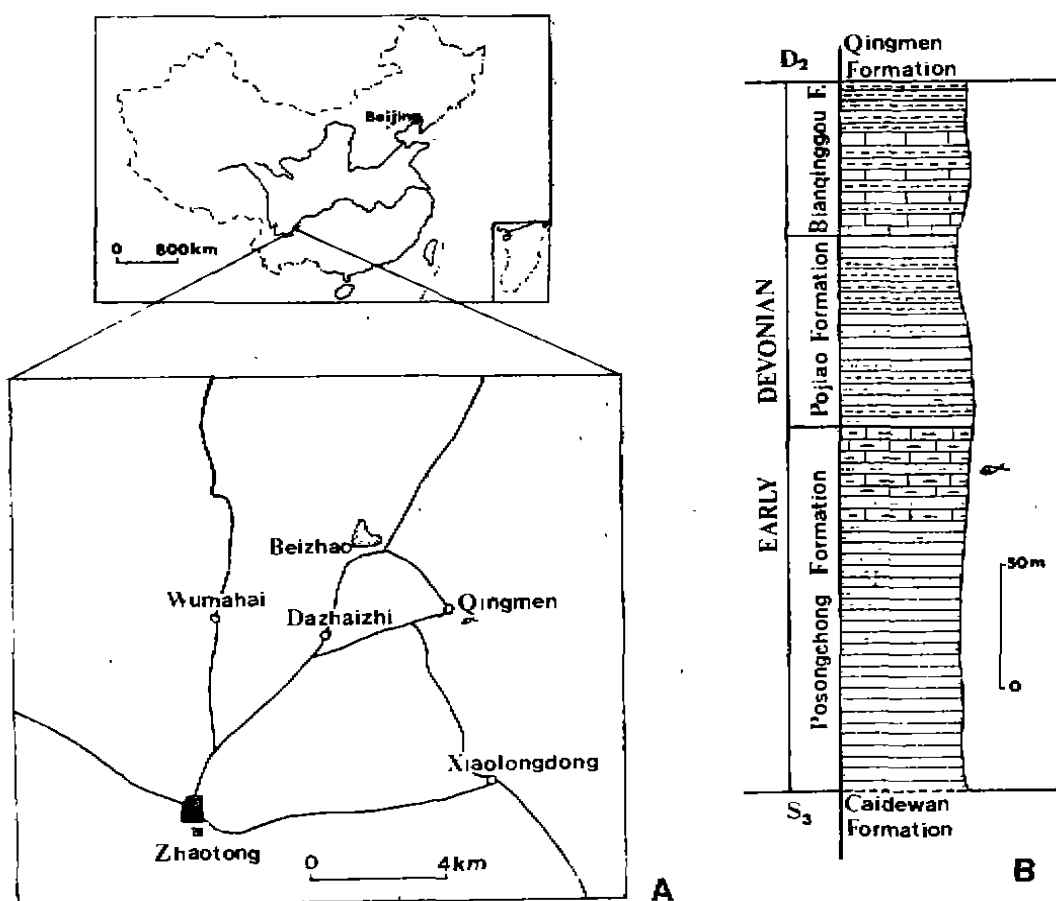 Beijing
0 800km
Beizhao
Wumahai
Dazhaizhi
Qingmen
Xiaolongdong
Zhaotong
0 4km
A
D₂
Qingmen
Formation
EARLY DEVONIAN
Bianqinggou F.
Pojiao Formation
Posongchong Formation
50m
0
S₃
Caidewan
Formation
B